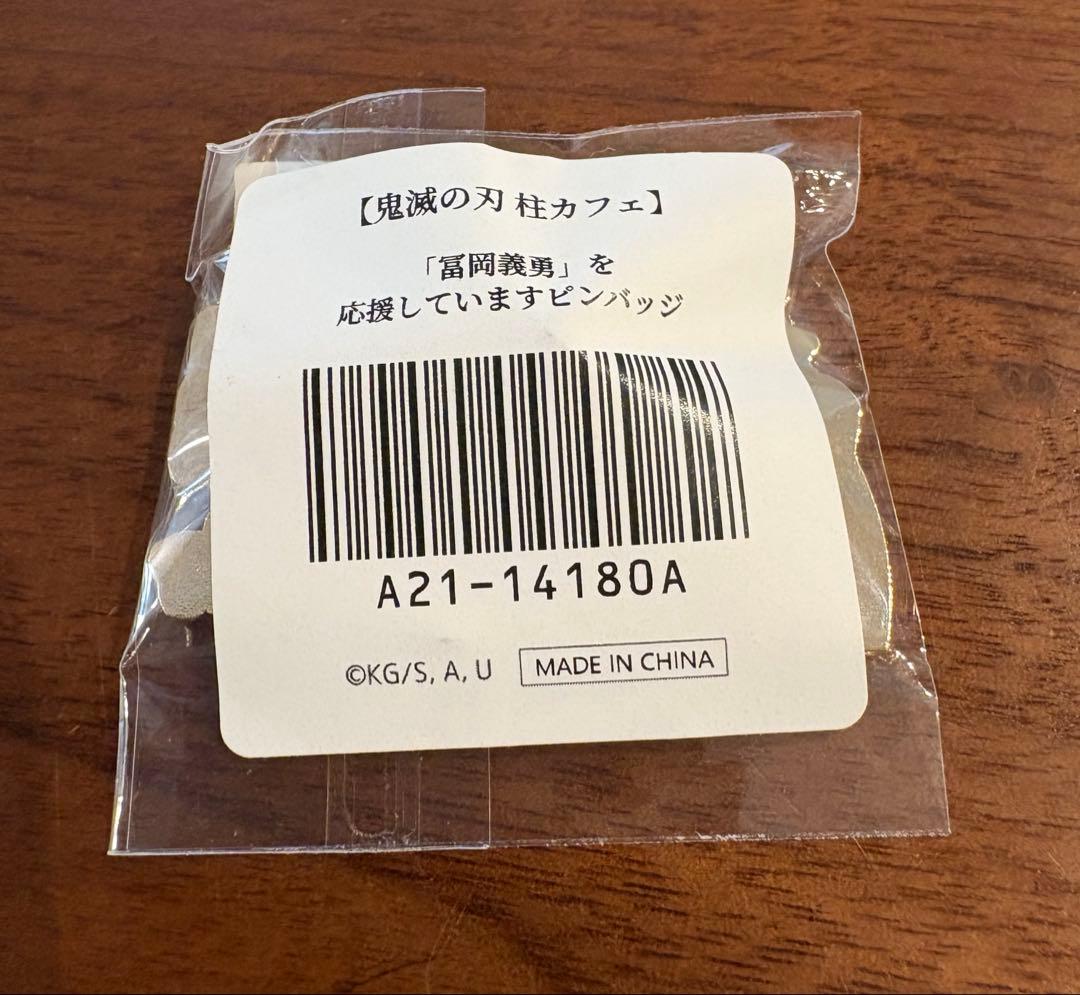 【鬼滅の刃 柱カフェ】
「冨岡義勇」を
応援していますピンバッジ
A21-14180A
©KG/S, A, U
MADE IN CHINA